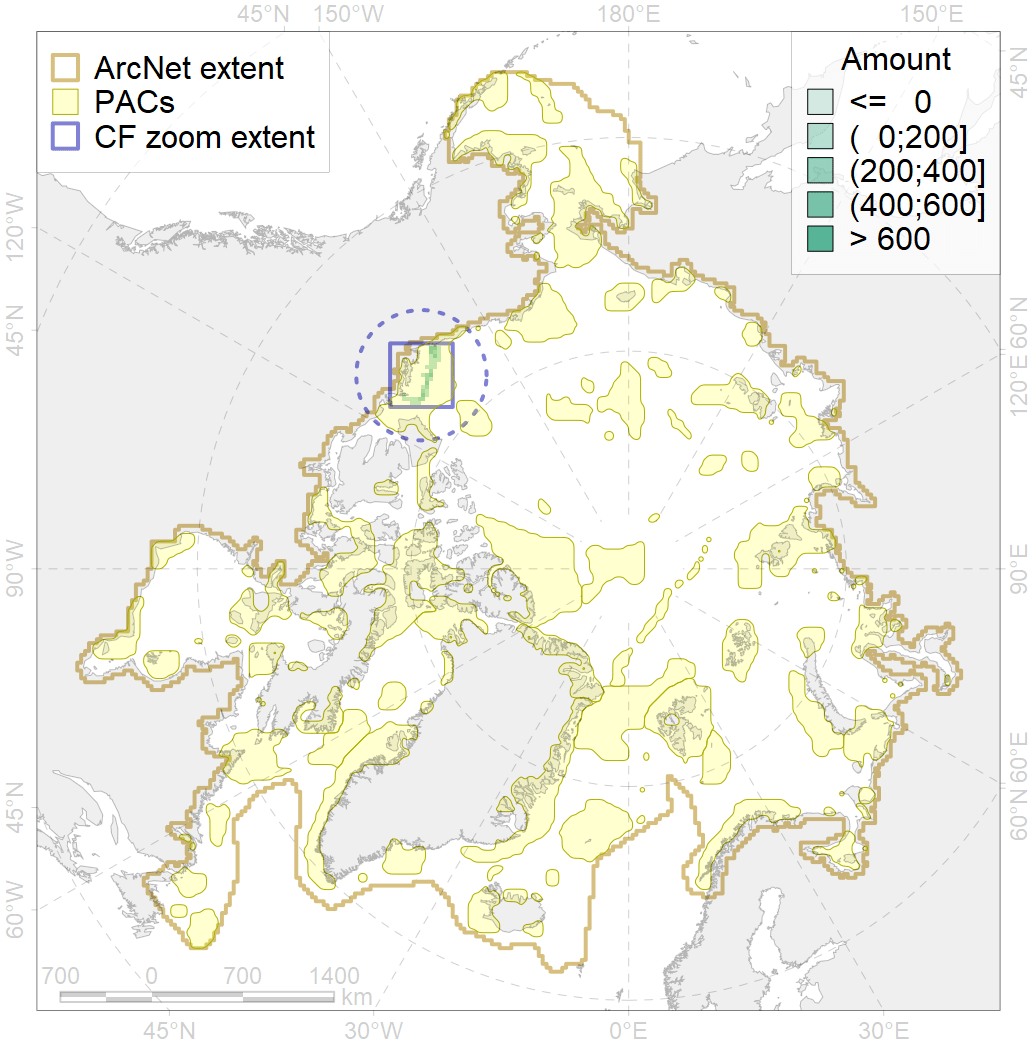 45°N 150°W 180°E 150°E
ArcNet extent
PACs
CF zoom extent
Amount
<= 0
( 0;200]
(200;400]
(400;600]
> 600
45°N
120°W
45°N
60°N
120°E
90°W
90°E
45°N
60°W
60°E
60°N
700 0 700 1400
km
45°N 30°W 0°E 30°E